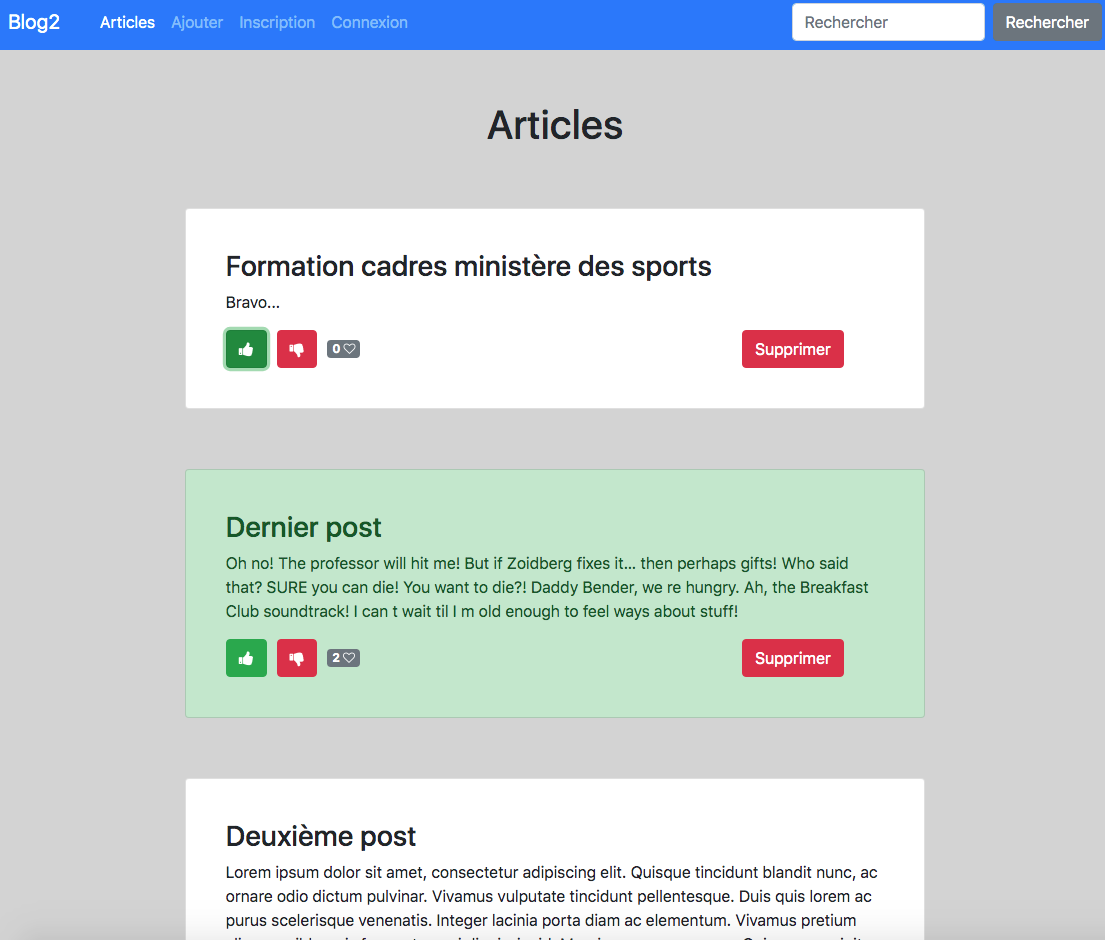 Blog2 Articles Ajouter Inscription Connexion Rechercher Rechercher
Articles
Formation cadres ministère des sports
Bravo...
0
Supprimer
Dernier post
Oh no! The professor will hit me! But if Zoidberg fixes it... then perhaps gifts! Who said
that? SURE you can die! You want to die?! Daddy Bender, we re hungry. Ah, the Breakfast
Club soundtrack! I can t wait til I m old enough to feel ways about stuff!
2
Supprimer
Deuxième post
Lorem ipsum dolor sit amet, consectetur adipiscing elit. Quisque tincidunt blandit nunc, ac
ornare odio dictum pulvinar. Vivamus vulputate tincidunt pellentesque. Duis quis lorem ac
purus scelerisque venenatis. Integer lacinia porta diam ac elementum. Vivamus pretium